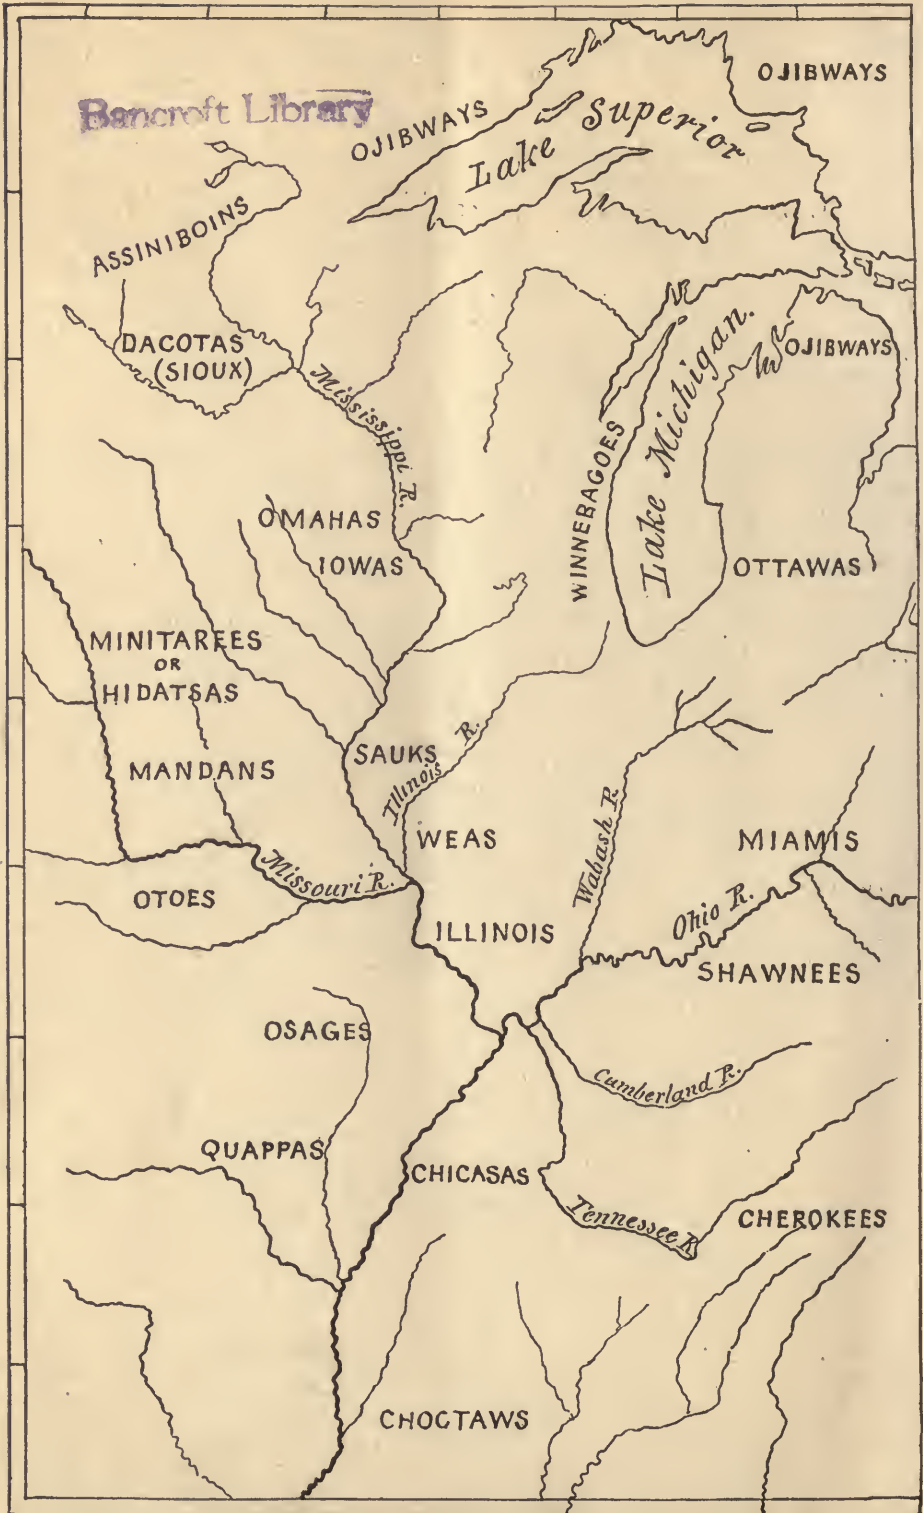 OJIBWAYS
Bancroft Library
OJIBWAYS
Lake Superior
ASSINIBOINS
DACOTAS
(SIOUX)
Mississippi R.
Lake Michigan.
OJIBWAYS
WINNEBAGOES
OMAHAS
IOWAS
OTTAWAS
MINITAREES
OR
HIDATSAS
MANDANS
SAUKS
Illinois R.
WEAS
Wabash R.
MIAMIS
Missouri R.
OTOES
ILLINOIS
Ohio R.
SHAWNEES
OSAGES
Cumberland R.
QUAPPAS
CHICASAS
Tennessee R
CHEROKEES
CHOCTAWS